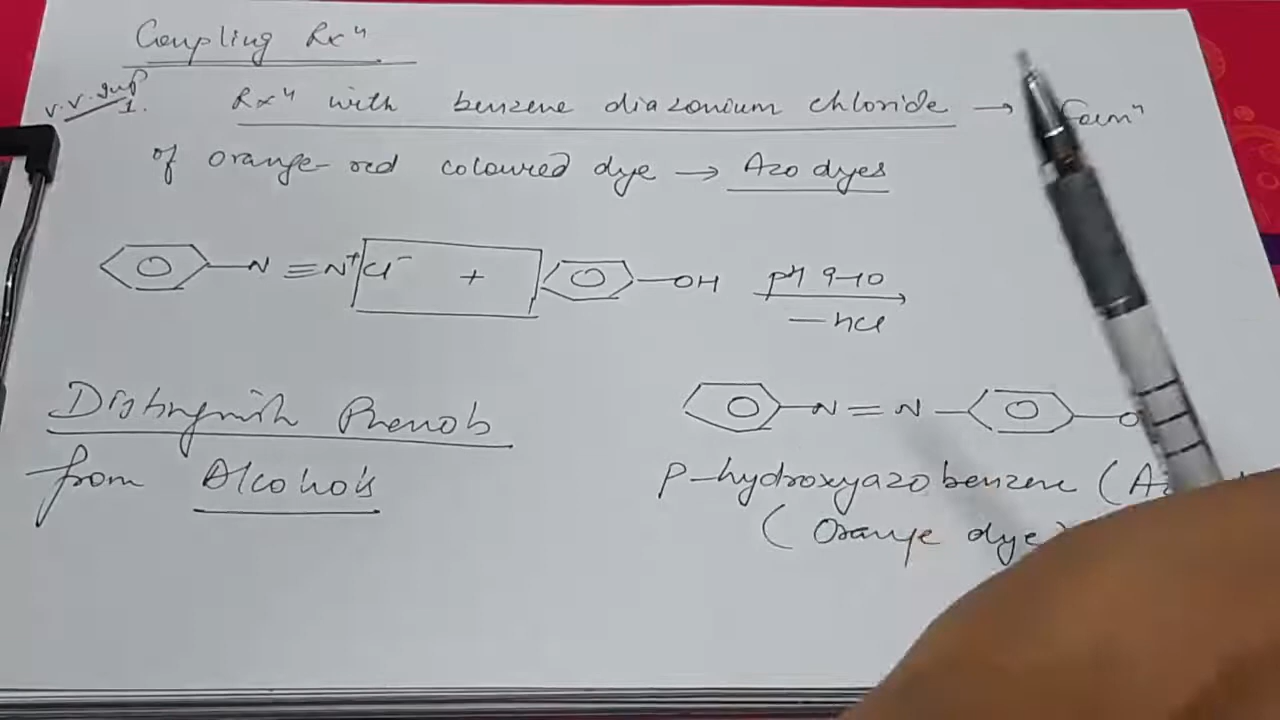 Coupling Rxⁿ
v.v. Imp 1. Rxⁿ with benzene diazonium chloride → Formⁿ
of orange-red coloured dye → Azo dyes
N≡N⁺Cl⁻ + OH pH 9-10
-HCl
Distinguish Phenols
from Alcohols
N=N
p-hydroxyazobenzene (
(Orange dye)